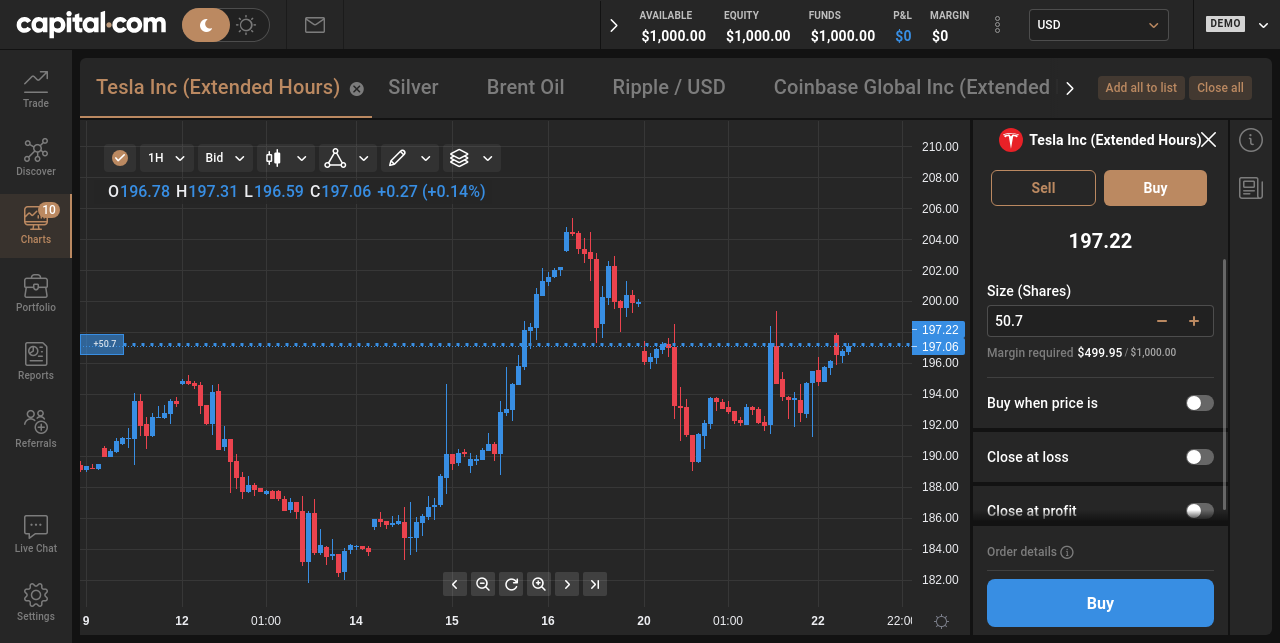 capital.com
AVAILABLE EQUITY FUNDS P&L MARGIN
$1,000.00 $1,000.00 $1,000.00 $0 $0
USD
DEMO
Trade
Discover
10
Charts
Portfolio
Reports
Referrals
Live Chat
Settings
Tesla Inc (Extended Hours) Silver Brent Oil Ripple / USD Coinbase Global Inc (Extended
Add all to list Close all
1H Bid
O196.78 H197.31 L196.59 C197.06 +0.27 (+0.14%)
+50.7
210.00
208.00
206.00
204.00
202.00
200.00
197.22
197.06
196.00
194.00
192.00
190.00
188.00
186.00
184.00
182.00
9 12 01:00 14 15 16 20 01:00 22 22:00
Tesla Inc (Extended Hours)
Sell Buy
197.22
Size (Shares)
50.7
Margin required $499.95 / $1,000.00
Buy when price is
Close at loss
Close at profit
Order details
Buy